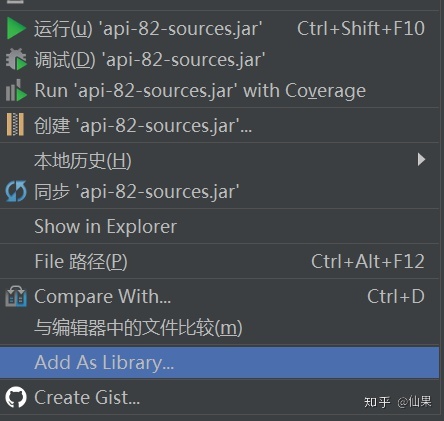 运行(u) 'api-82-sources.jar' Ctrl+Shift+F10
调试(D) 'api-82-sources.jar'
Run 'api-82-sources.jar' with Coverage
创建 'api-82-sources.jar'...
本地历史(H)
同步 'api-82-sources.jar'
Show in Explorer
File 路径(P) Ctrl+Alt+F12
Compare With... Ctrl+D
与编辑器中的文件比较(m)
Add As Library...
Create Gist...
知乎 @仙果